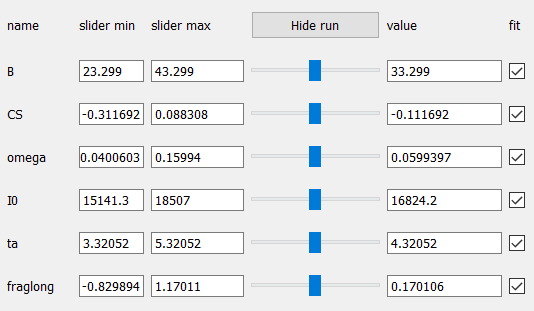 name slider min slider max Hide run value fit
B 23.299 43.299 33.299
CS -0.311692 0.088308 -0.111692
omega 0.0400603 0.15994 0.0599397
I0 15141.3 18507 16824.2
ta 3.32052 5.32052 4.32052
fraglong -0.829894 1.17011 0.170106